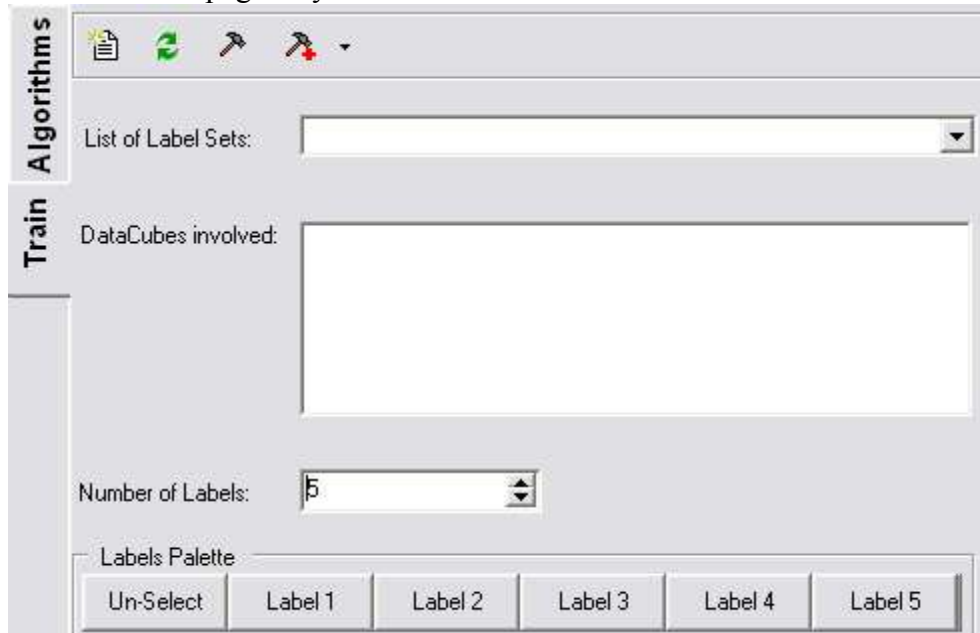 Algorithms
List of Label Sets:
Train
DataCubes involved:
Number of Labels:
5
Labels Palette
Un-Select
Label 1
Label 2
Label 3
Label 4
Label 5